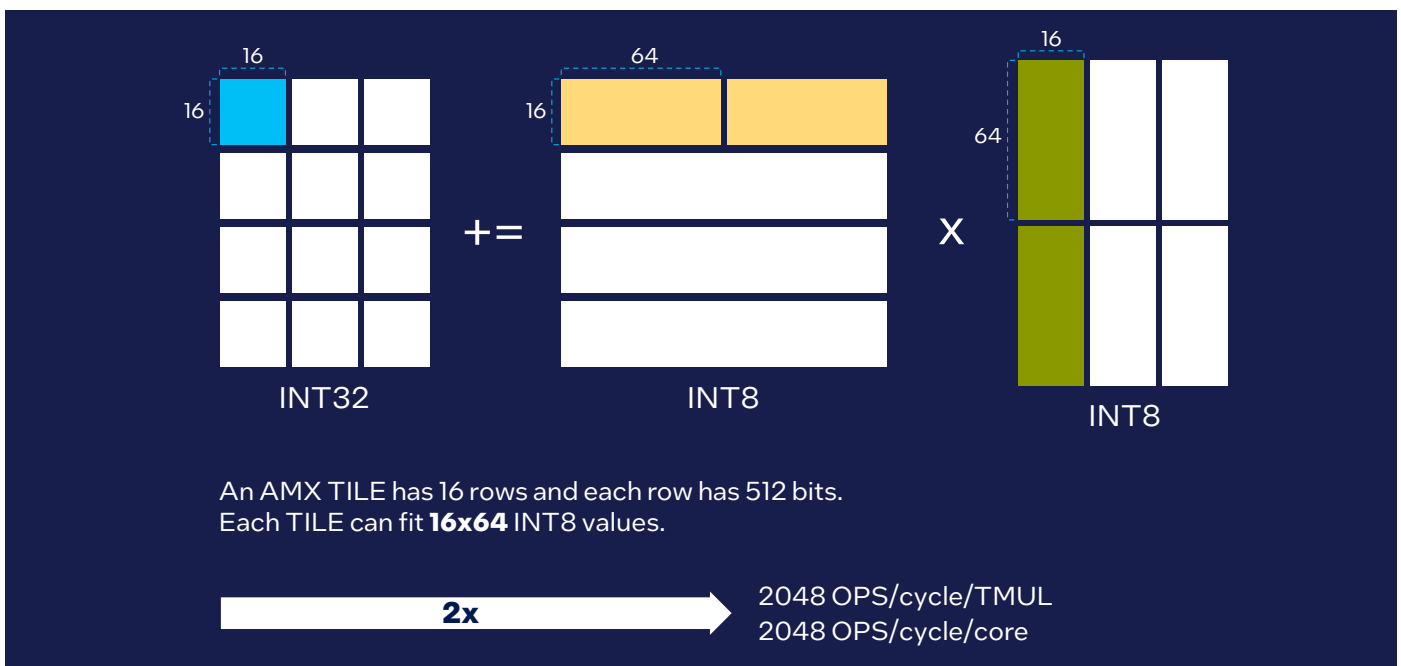 16
16
+=
64
16
x
16
64
INT32
INT8
INT8
An AMX TILE has 16 rows and each row has 512 bits.
Each TILE can fit 16x64 INT8 values.
2x
2048 OPS/cycle/TMUL
2048 OPS/cycle/core